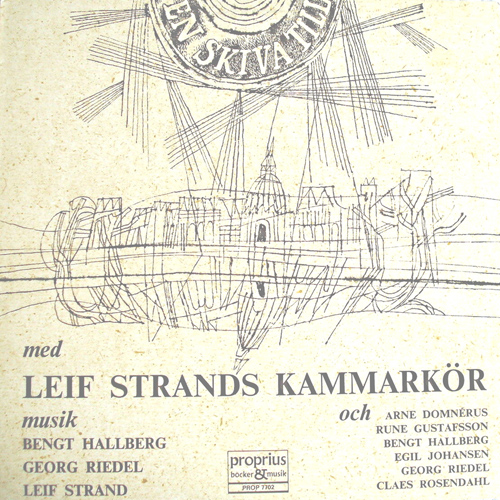 EN SKIVA TILL
med
LEIF STRANDS KAMMARKÖR
musik
BENGT HALLBERG
GEORG RIEDEL
LEIF STRAND
och
ARNE DOMNÉRUS
RUNE GUSTAFSSON
BENGT HALLBERG
EGIL JOHANSEN
GEORG RIEDEL
CLAES ROSENDAHL
proprius
böcker & musik
PROP 7702